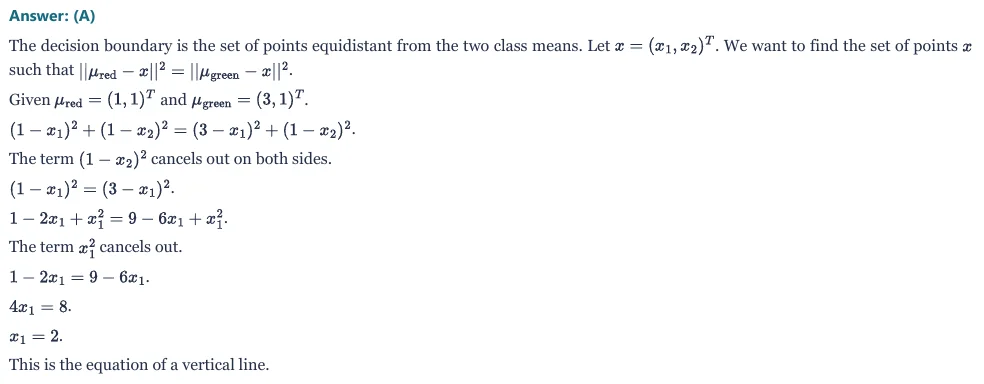 Answer: (A)
The decision boundary is the set of points equidistant from the two class means. Let x = (x₁, x₂)ᵀ. We want to find the set of points x
such that ||μ_red − x||² = ||μ_green − x||².
Given μ_red = (1, 1)ᵀ and μ_green = (3, 1)ᵀ.
(1 − x₁)² + (1 − x₂)² = (3 − x₁)² + (1 − x₂)².
The term (1 − x₂)² cancels out on both sides.
(1 − x₁)² = (3 − x₁)².
1 − 2x₁ + x₁² = 9 − 6x₁ + x₁².
The term x₁² cancels out.
1 − 2x₁ = 9 − 6x₁.
4x₁ = 8.
x₁ = 2.
This is the equation of a vertical line.